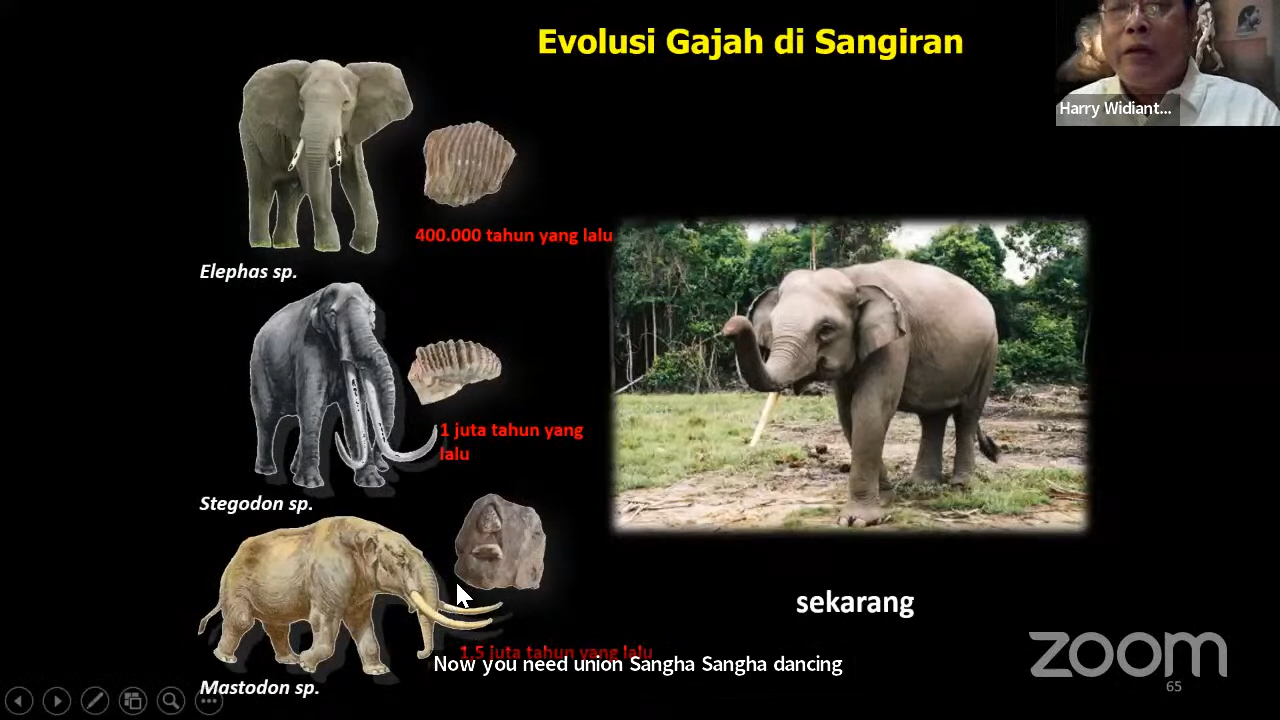 Evolusi Gajah di Sangiran
Harry Widiant...
400.000 tahun yang lalu
Elephas sp.
1 juta tahun yang
lalu
Stegodon sp.
sekarang
1.5 juta tahun yang lalu
Now you need union Sangha Sangha dancing
Mastodon sp.
zoom
65